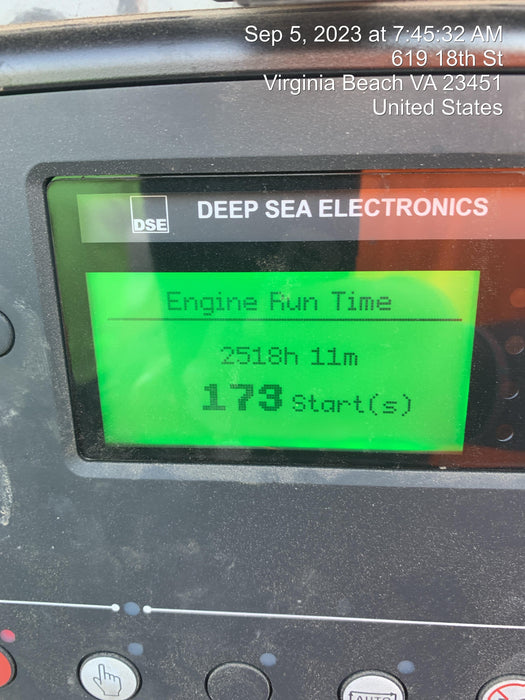 Sep 5, 2023 at 7:45:32 AM
619 18th St
Virginia Beach VA 23451
United States
DSE
DEEP SEA ELECTRONICS
Engine Run Time
2518h 11m
173 Start(s)
AUTO